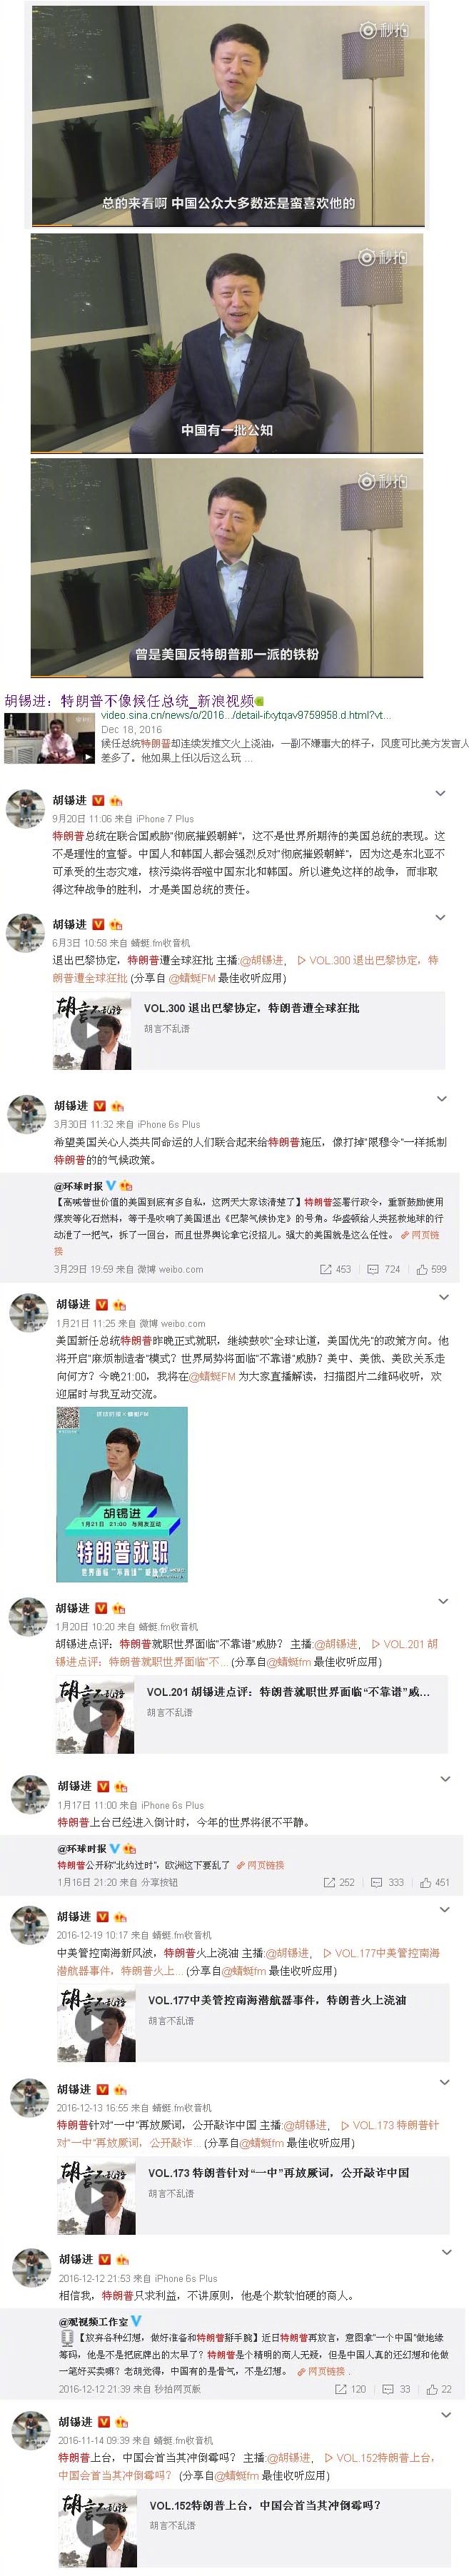 秒拍
总的来看啊 中国公众大多数还是蛮喜欢他的
秒拍
中国有一批公知
秒拍
曾是美国反特朗普那一派的铁粉
胡锡进：特朗普不像候任总统_新浪视频
video.sina.cn/news/o/2016.../detail-ifxytqav9759958.d.html?vt...
Dec 18, 2016
候任总统特朗普却连续发推文火上浇油，一副不嫌事大的样子，风度可比美方发言人
差多了。他如果上任以后这么玩 ...
胡锡进
9月20日 11:06 来自 iPhone 7 Plus
特朗普总统在联合国威胁"彻底摧毁朝鲜"，这不是世界所期待的美国总统的表现。这
不是理性的宣誓。中国人和韩国人都会强烈反对"彻底摧毁朝鲜"，因为这是东北亚不
可承受的生态灾难，核污染将吞噬中国东北和韩国。所以避免这样的战争，而非取
得这种战争的胜利，才是美国总统的责任。
胡锡进
6月3日 10:58 来自 蜻蜓.fm收音机
退出巴黎协定，特朗普遭全球狂批 主播:@胡锡进， ▷ VOL.300 退出巴黎协定，特
朗普遭全球狂批 (分享自 @蜻蜓FM 最佳收听应用)
胡言不乱语
VOL.300 退出巴黎协定，特朗普遭全球狂批
胡言不乱语
胡锡进
3月30日 11:32 来自 iPhone 6s Plus
希望美国关心人类共同命运的人们联合起来给特朗普施压，像打掉"限穆令"一样抵制
特朗普的的气候政策。
@环球时报
【高喊普世价值的美国到底有多自私，这两天大家该清楚了】特朗普签署行政令，重新鼓励使用
煤炭等化石燃料，等于是吹响了美国退出《巴黎气候协定》的号角。华盛顿给人类拯救地球的行
动泄了一把气，拆了一回台，而且世界舆论拿它没招儿。强大的美国就是这么任性。 网页链
接
3月29日 19:59 来自 微博 weibo.com
453 724 599
胡锡进
1月21日 11:25 来自 微博 weibo.com
美国新任总统特朗普昨晚正式就职，继续鼓吹"全球让道，美国优先"的政策方向。他
将开启"麻烦制造者"模式？世界局势将面临"不靠谱"威胁？美中、美俄、美欧关系走
向何方？今晚21:00，我将在@蜻蜓FM 为大家直播解读，扫描图片二维码收听，欢
迎届时与我互动交流。
胡锡进
1月21日 21:00 与网友互动
特朗普就职
世界面临"不靠谱"威胁
胡锡进
1月20日 10:20 来自 蜻蜓.fm收音机
胡锡进点评：特朗普就职世界面临"不靠谱"威胁？ 主播:@胡锡进， ▷ VOL.201 胡
锡进点评：特朗普就职世界面临"不... (分享自@蜻蜓fm 最佳收听应用)
胡言不乱语
VOL.201 胡锡进点评：特朗普就职世界面临"不靠谱"威...
胡言不乱语
胡锡进
1月17日 11:00 来自 iPhone 6s Plus
特朗普上台已经进入倒计时，今年的世界将很不平静。
@环球时报
特朗普公开称"北约过时"，欧洲这下要乱了 网页链接
1月16日 21:20 来自 分享按钮
252 333 451
胡锡进
2016-12-19 10:17 来自 蜻蜓.fm收音机
中美管控南海新风波，特朗普火上浇油 主播:@胡锡进， ▷ VOL.177中美管控南海
潜航器事件，特朗普火上... (分享自@蜻蜓fm 最佳收听应用)
胡言不乱语
VOL.177中美管控南海潜航器事件，特朗普火上浇油
胡言不乱语
胡锡进
2016-12-13 16:55 来自 蜻蜓.fm收音机
特朗普针对"一中"再放厥词，公开敲诈中国 主播:@胡锡进， ▷ VOL.173 特朗普针
对"一中"再放厥词，公开敲诈... (分享自@蜻蜓fm 最佳收听应用)
胡言不乱语
VOL.173 特朗普针对"一中"再放厥词，公开敲诈中国
胡言不乱语
胡锡进
2016-12-12 21:53 来自 iPhone 6s Plus
相信我，特朗普只求利益，不讲原则，他是个欺软怕硬的商人。
@观视频工作室
【放弃各种幻想，做好准备和特朗普掰手腕】近日特朗普再放言，意图拿"一个中国"做地缘
筹码，他是不是把底牌出的太早了？特朗普是个精明的商人无疑，但是中国人真的还幻想和他做
一笔好买卖嘛？老胡觉得，中国有的是骨气，不是幻想。 网页链接 .
2016-12-12 21:39 来自 秒拍网页版
120 33 22
胡锡进
2016-11-14 09:39 来自 蜻蜓.fm收音机
特朗普上台，中国会首当其冲倒霉吗？ 主播:@胡锡进， ▷ VOL.152特朗普上台，
中国会首当其冲倒霉吗？ (分享自@蜻蜓fm 最佳收听应用)
胡言不乱语
VOL.152特朗普上台，中国会首当其冲倒霉吗？
胡言不乱语